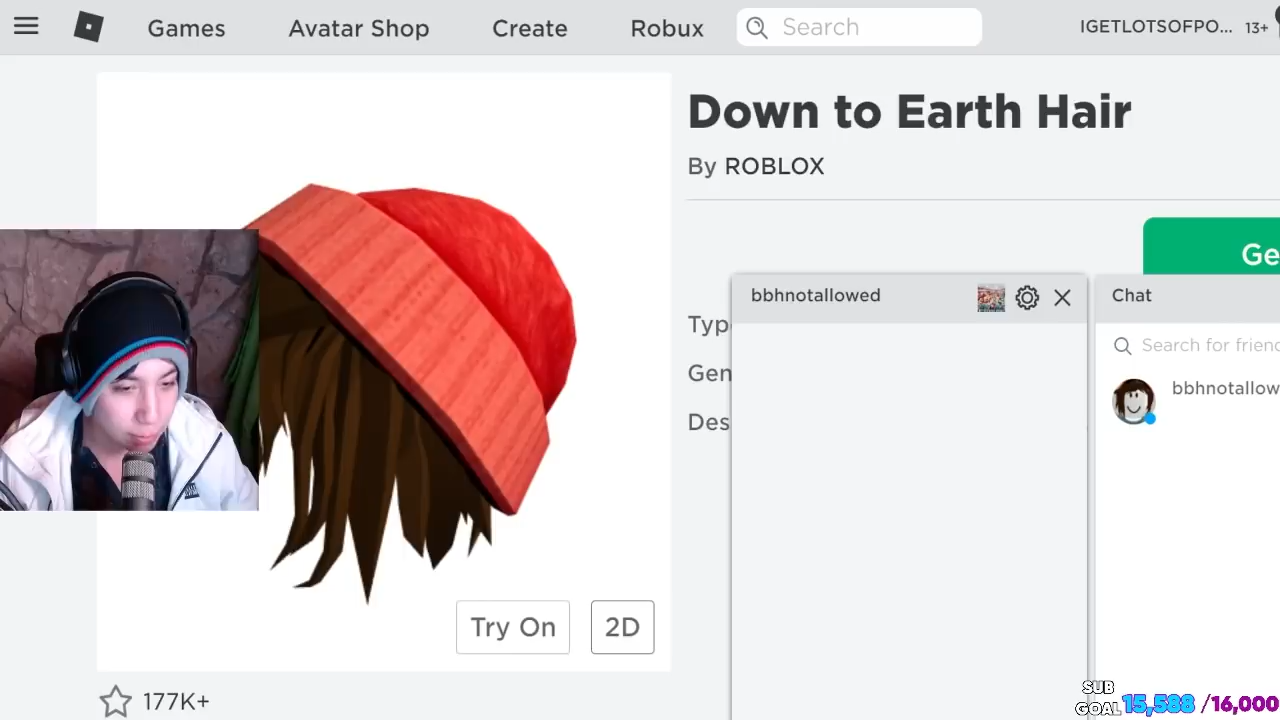 Games
Avatar Shop
Create
Robux
Search
IGETLOTSOFPO...
13+
Down to Earth Hair
By ROBLOX
Ge
bbhnotallowed
Chat
Typ
Search for frienc
Gen
bbhnotallow
Des
Try On
2D
177K+
SUB
GOAL 15,588 /16,000